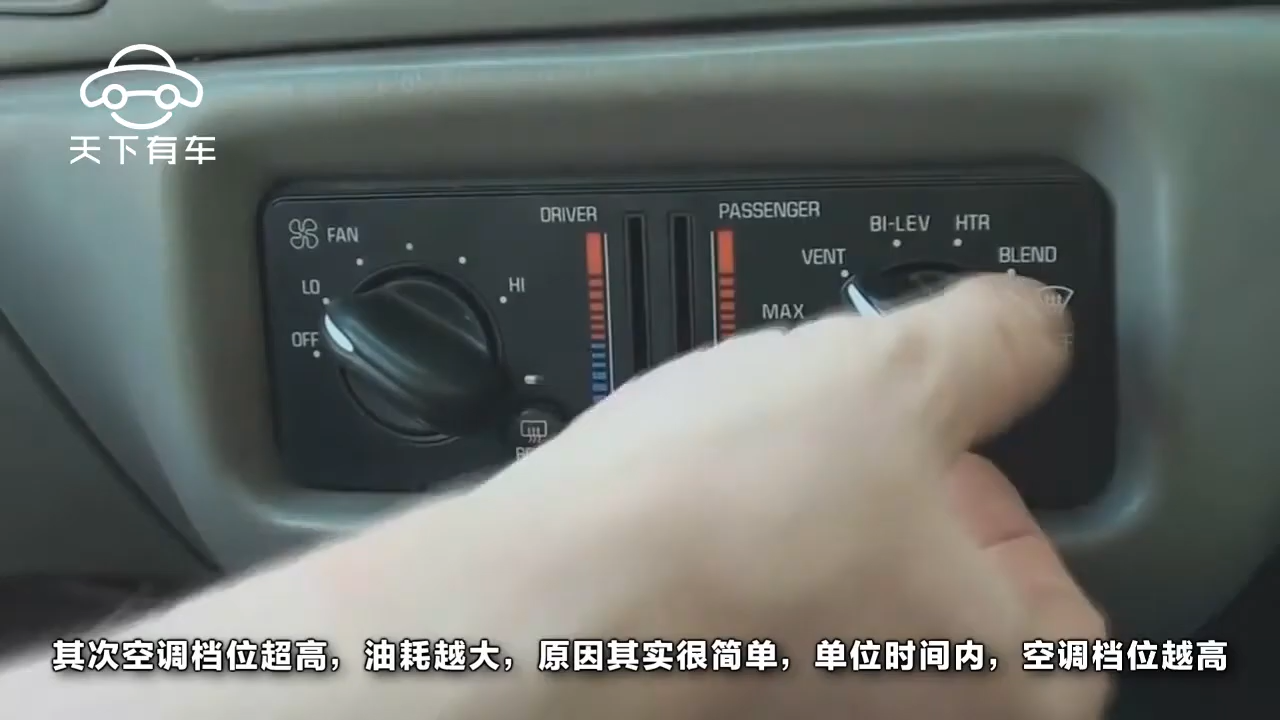 天下有车
DRIVER
PASSENGER
FAN
BI-LEV
HTR
VENT
BLEND
LO
HI
MAX
OFF
其次空调档位超高，油耗越大，原因其实很简单，单位时间内，空调档位越高